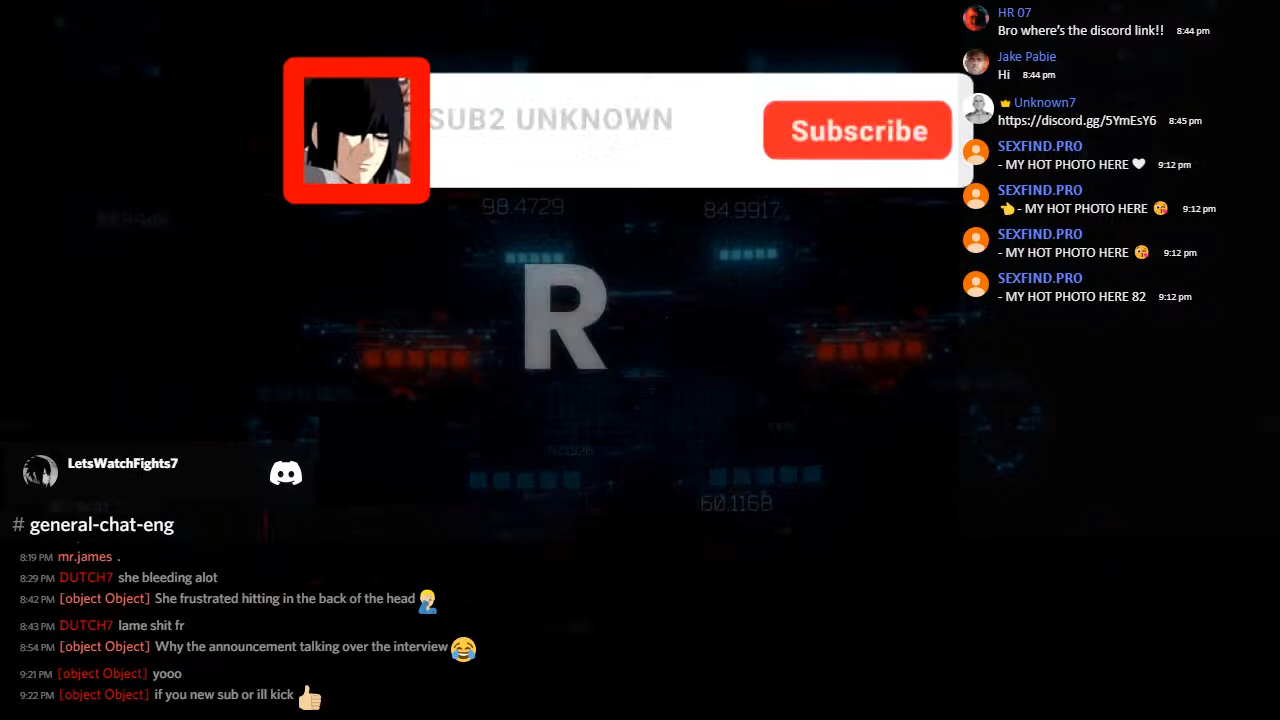 SUB2 UNKNOWN
Subscribe
98.4729
84.9917
R
60.1168
HR 07
Bro where's the discord link!! 8:44 pm
Jake Pabie
Hi 8:44 pm
Unknown7
https://discord.gg/5YmEsY6 8:45 pm
SEXFIND.PRO
- MY HOT PHOTO HERE 🤍 9:12 pm
SEXFIND.PRO
👈- MY HOT PHOTO HERE 😘 9:12 pm
SEXFIND.PRO
- MY HOT PHOTO HERE 😘 9:12 pm
SEXFIND.PRO
- MY HOT PHOTO HERE 82 9:12 pm
LetsWatchFights7
# general-chat-eng
8:19 PM mr.james .
8:29 PM DUTCH7 she bleeding alot
8:42 PM [object Object] She frustrated hitting in the back of the head 🤦
8:43 PM DUTCH7 lame shit fr
8:54 PM [object Object] Why the announcement talking over the interview 😂
9:21 PM [object Object] yooo
9:22 PM [object Object] if you new sub or ill kick 👍